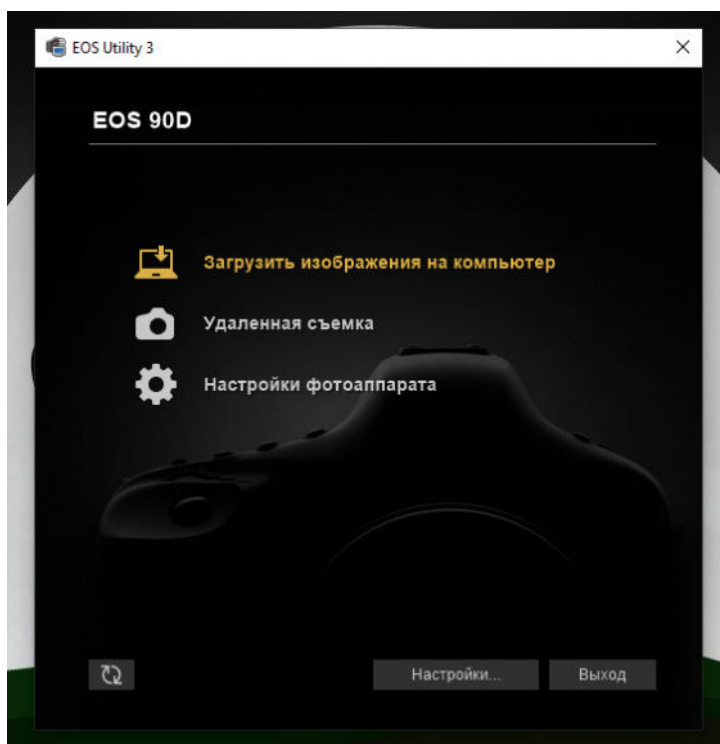 EOS Utility 3
EOS 90D
Загрузить изображения на компьютер
Удаленная съемка
Настройки фотоаппарата
Настройки... Выход